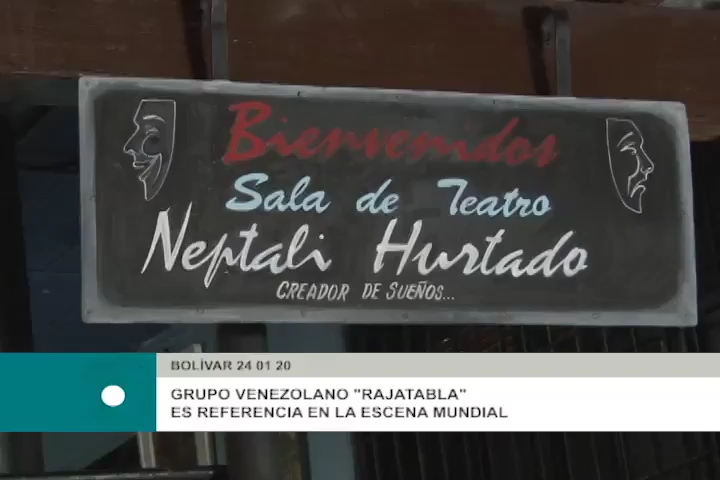 Bienvenidos
Sala de Teatro
Neptali Hurtado
CREADOR DE SUEÑOS...
BOLÍVAR 24 01 20
GRUPO VENEZOLANO "RAJATABLA"
ES REFERENCIA EN LA ESCENA MUNDIAL